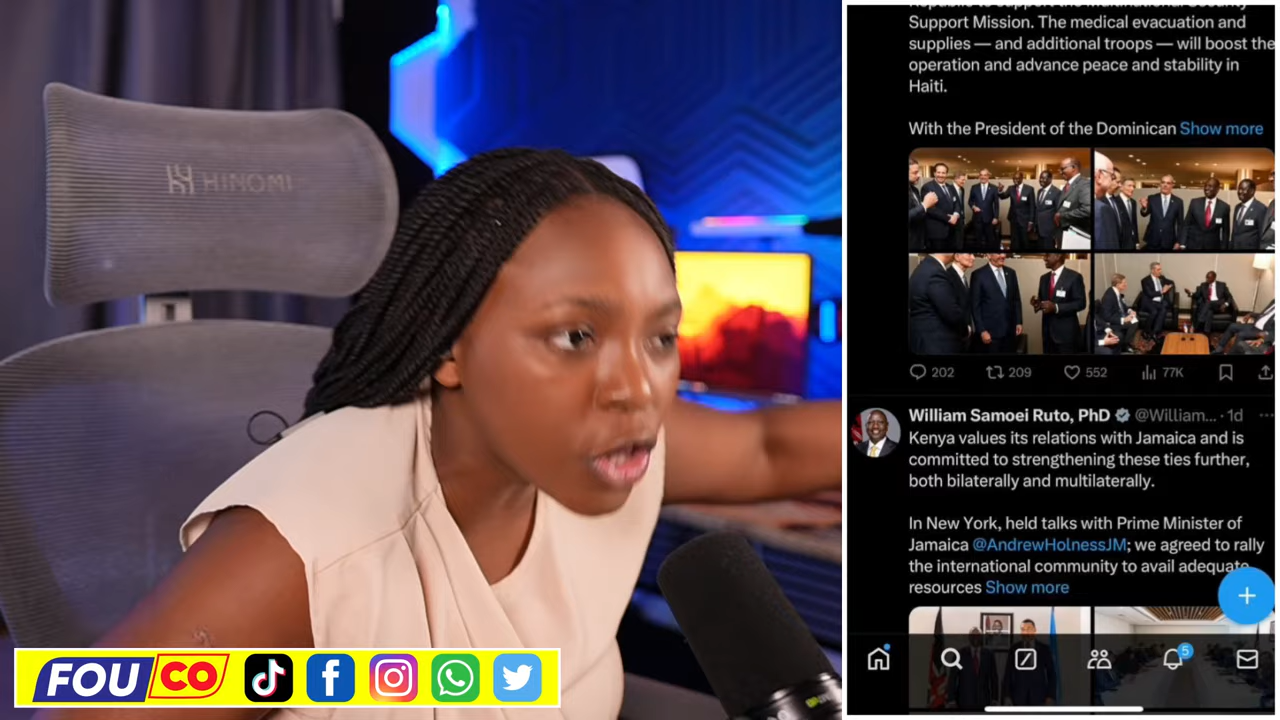 HINOMI
FOU
CO
Support Mission. The medical evacuation and
supplies — and additional troops — will boost the
operation and advance peace and stability in
Haiti.
With the President of the Dominican Show more
202
209
552
77K
William Samoei Ruto, PhD @William... · 1d
Kenya values its relations with Jamaica and is
committed to strengthening these ties further,
both bilaterally and multilaterally.
In New York, held talks with Prime Minister of
Jamaica @AndrewHolnessJM; we agreed to rally
the international community to avail adequate
resources Show more
5